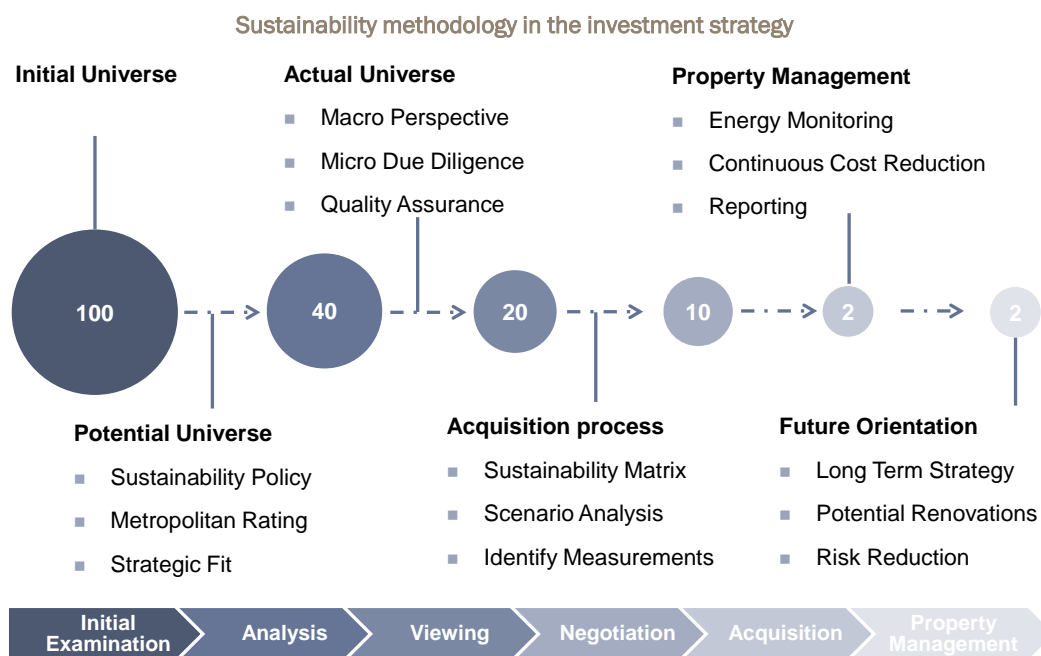 Sustainability methodology in the investment strategy
Initial Universe
Actual Universe
Macro Perspective
Micro Due Diligence
Quality Assurance
Property Management
Energy Monitoring
Continuous Cost Reduction
Reporting
100
40
20
10
2
2
Potential Universe
Sustainability Policy
Metropolitan Rating
Strategic Fit
Acquisition process
Sustainability Matrix
Scenario Analysis
Identify Measurements
Future Orientation
Long Term Strategy
Potential Renovations
Risk Reduction
Initial
Examination
Analysis
Viewing
Negotiation
Acquisition
Property
Management